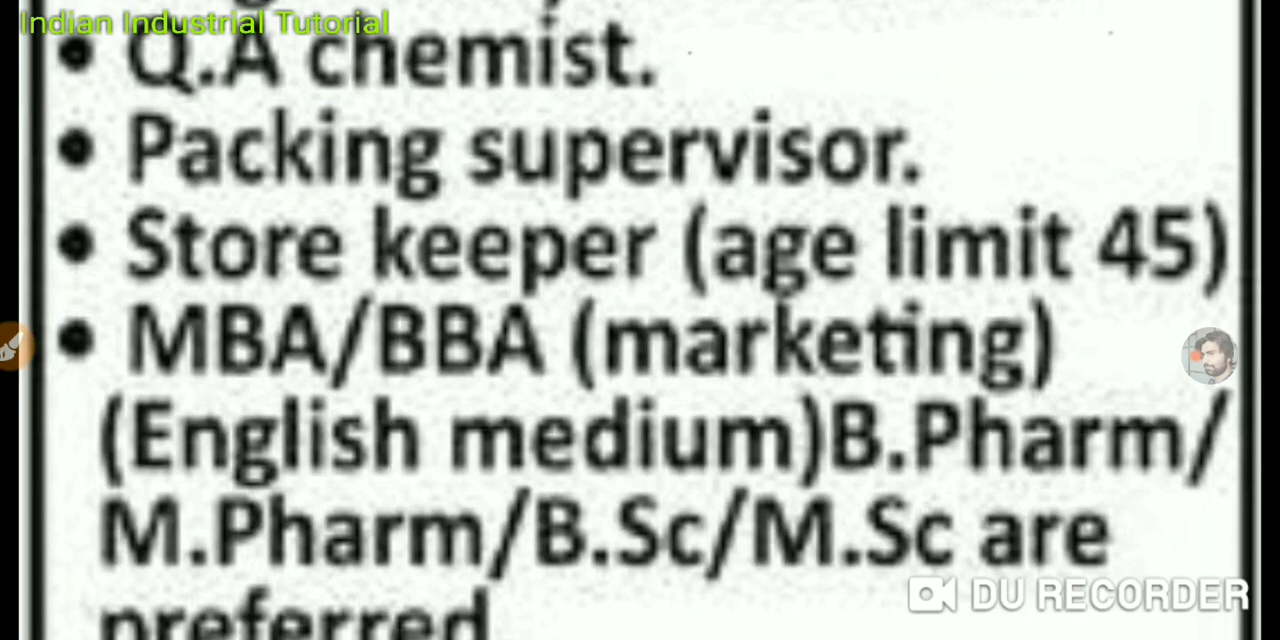 Indian Industrial Tutorial
• Q.A chemist.
• Packing supervisor.
• Store keeper (age limit 45)
• MBA/BBA (marketing)
(English medium)B.Pharm/
M.Pharm/B.Sc/M.Sc are
preferred
DU RECORDER